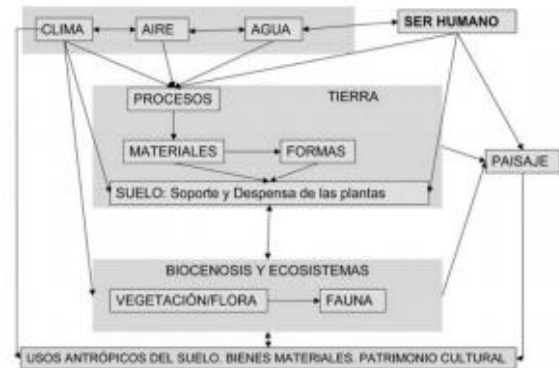 CLIMA
AIRE
AGUA
SER HUMANO
PROCESOS
TIERRA
MATERIALES
FORMAS
PAISAJE
SUELO: Soporte y Despensa de las plantas
BIOCENOSIS Y ECOSISTEMAS
VEGETACIÓN/FLORA
FAUNA
USOS ANTRÓPICOS DEL SUELO. BIENES MATERIALES. PATRIMONIO CULTURAL